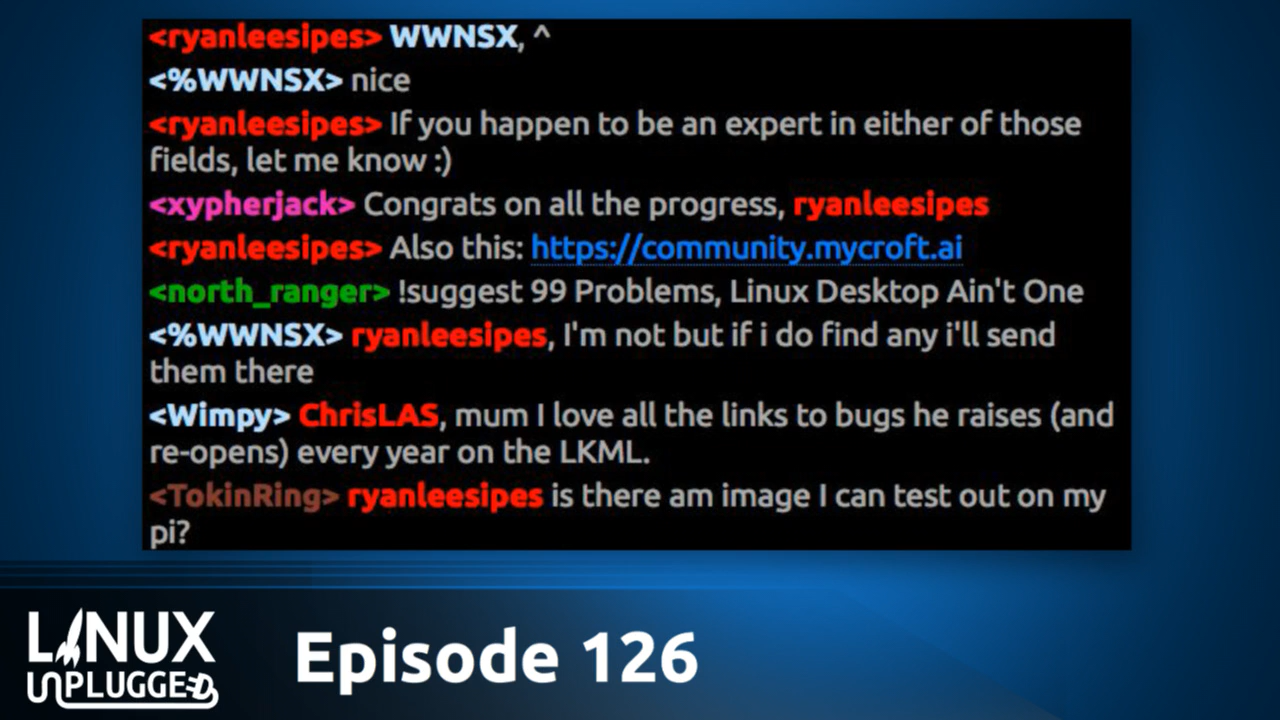 <ryanleesipes> WWNSX, ^
<%WWNSX> nice
<ryanleesipes> If you happen to be an expert in either of those
fields, let me know :)
<xypherjack> Congrats on all the progress, ryanleesipes
<ryanleesipes> Also this: https://community.mycroft.ai
<north_ranger> !suggest 99 Problems, Linux Desktop Ain't One
<%WWNSX> ryanleesipes, I'm not but if i do find any i'll send
them there
<Wimpy> ChrisLAS, mum I love all the links to bugs he raises (and
re-opens) every year on the LKML.
<TokinRing> ryanleesipes is there am image I can test out on my
pi?
LINUX
UNPLUGGED
Episode 126